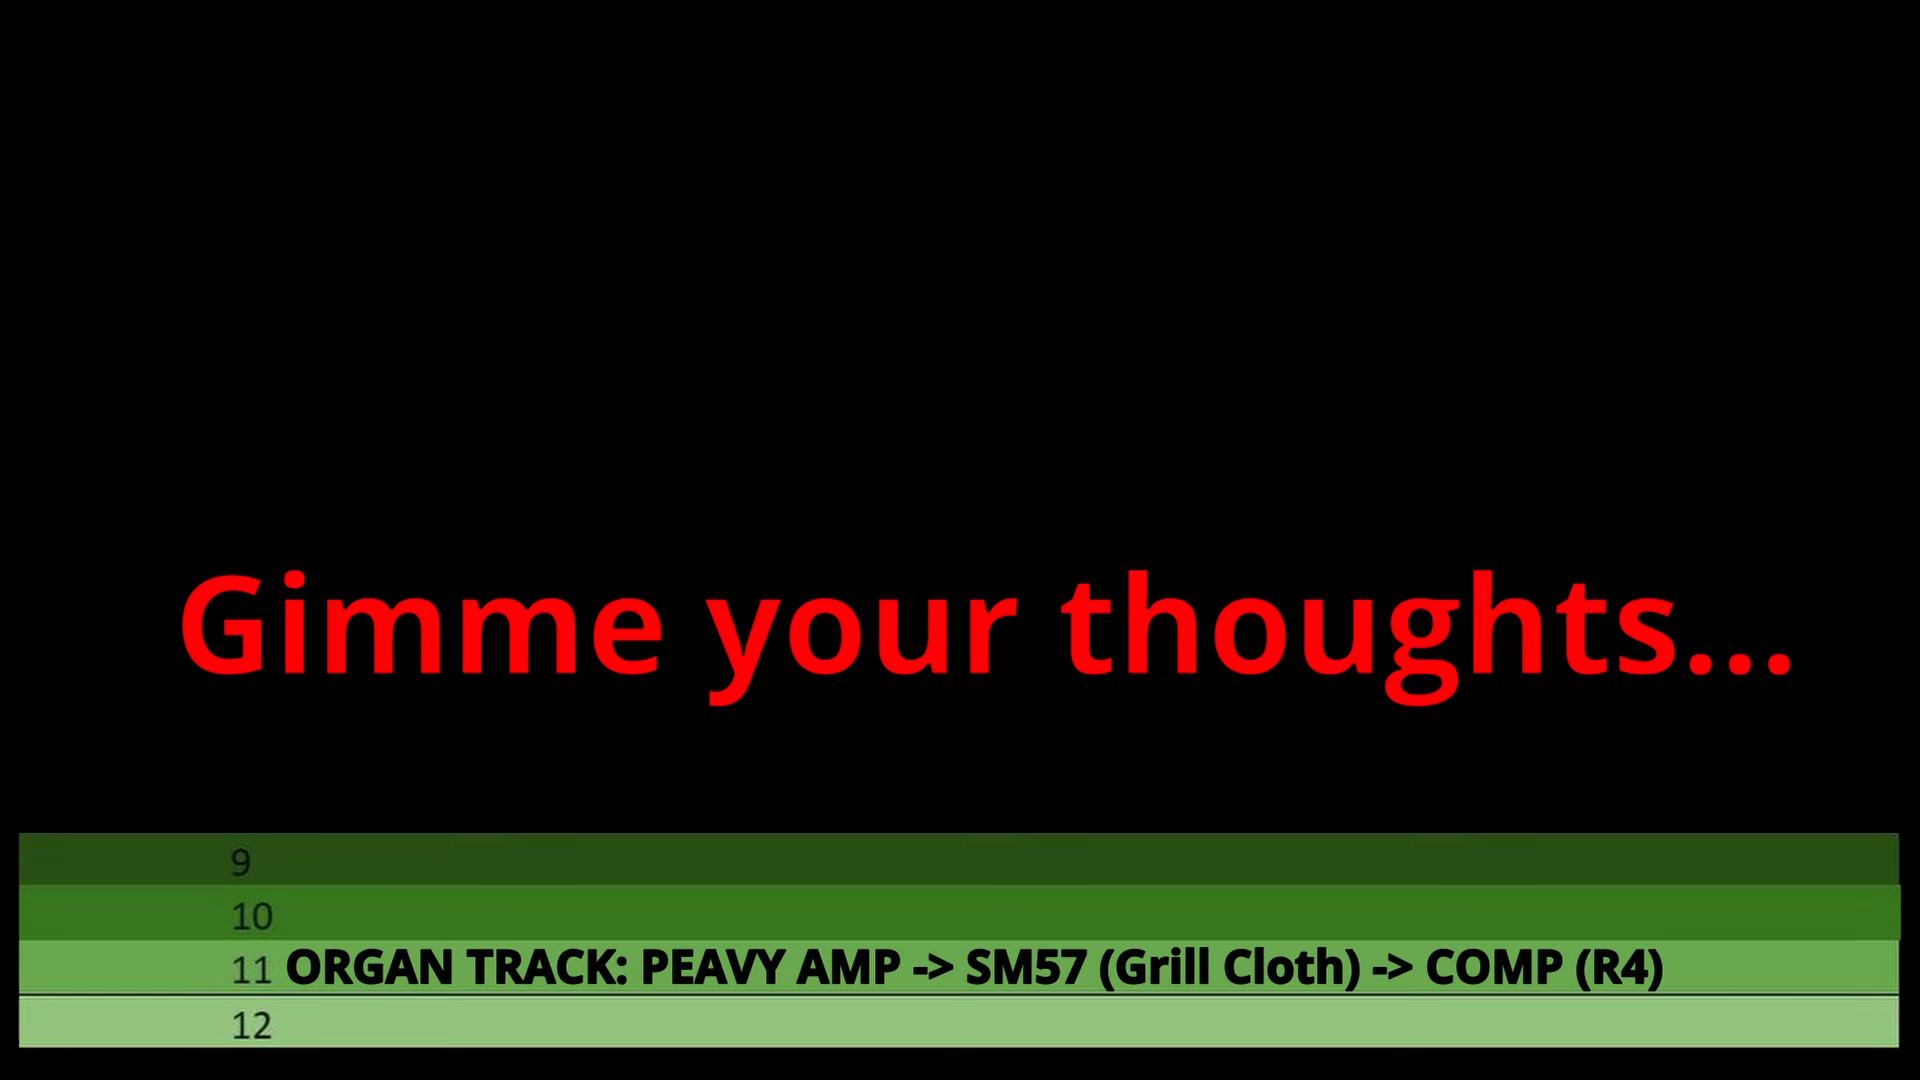 Gimme your thoughts...
9
10
11 ORGAN TRACK: PEAVY AMP -> SM57 (Grill Cloth) -> COMP (R4)
12